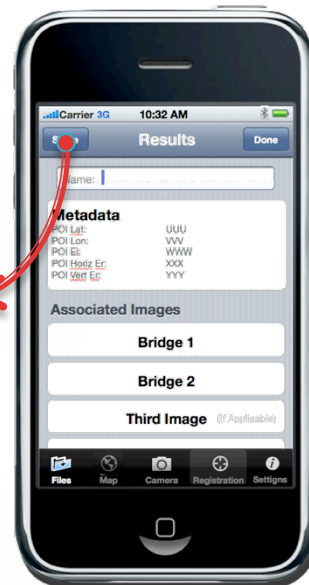 Carrier 3G 10:32 AM
Results Done
Name:
Metadata
POI Lat: UUU
POI Lon: VVV
POI El: WWW
POI Horiz Er: XXX
POI Vert Er: YYY
Associated Images
Bridge 1
Bridge 2
Third Image (If Applicable)
Files Map Camera Registration Settigns